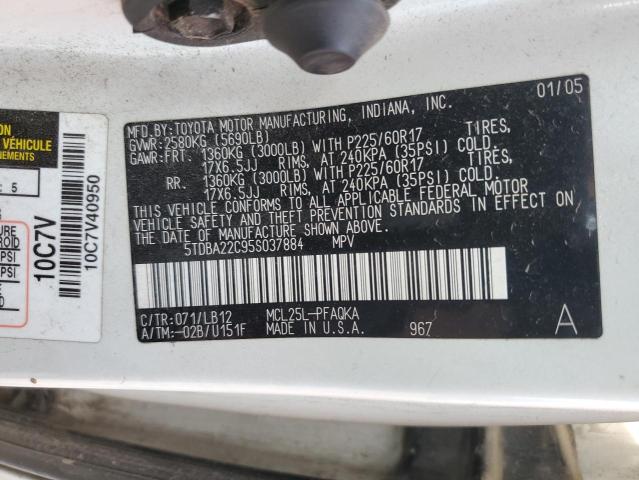 MFD.BY:TOYOTA MOTOR MANUFACTURING, INDIANA, INC. 01/05
GVWR:2580KG (5690LB)
GAWR:FRT. 1360KG (3000LB) WITH P225/60R17 TIRES,
17X6.5JJ RIMS, AT 240KPA (35PSI) COLD.
RR. 1360KG (3000LB) WITH P225/60R17 TIRES,
17X6.5JJ RIMS, AT 240KPA (35PSI) COLD.
THIS VEHICLE CONFORMS TO ALL APPLICABLE FEDERAL MOTOR
VEHICLE SAFETY AND THEFT PREVENTION STANDARDS IN EFFECT ON
THE DATE OF MANUFACTURE SHOWN ABOVE.
5TDBA22C95S037884 MPV
C/TR:071/LB12 MCL25L-PFAQKA
A/TM:-02B/U151F MADE IN U.S.A. 967 A
VÉHICULE
5
10C7V
10C7V40950
PSI
PSI